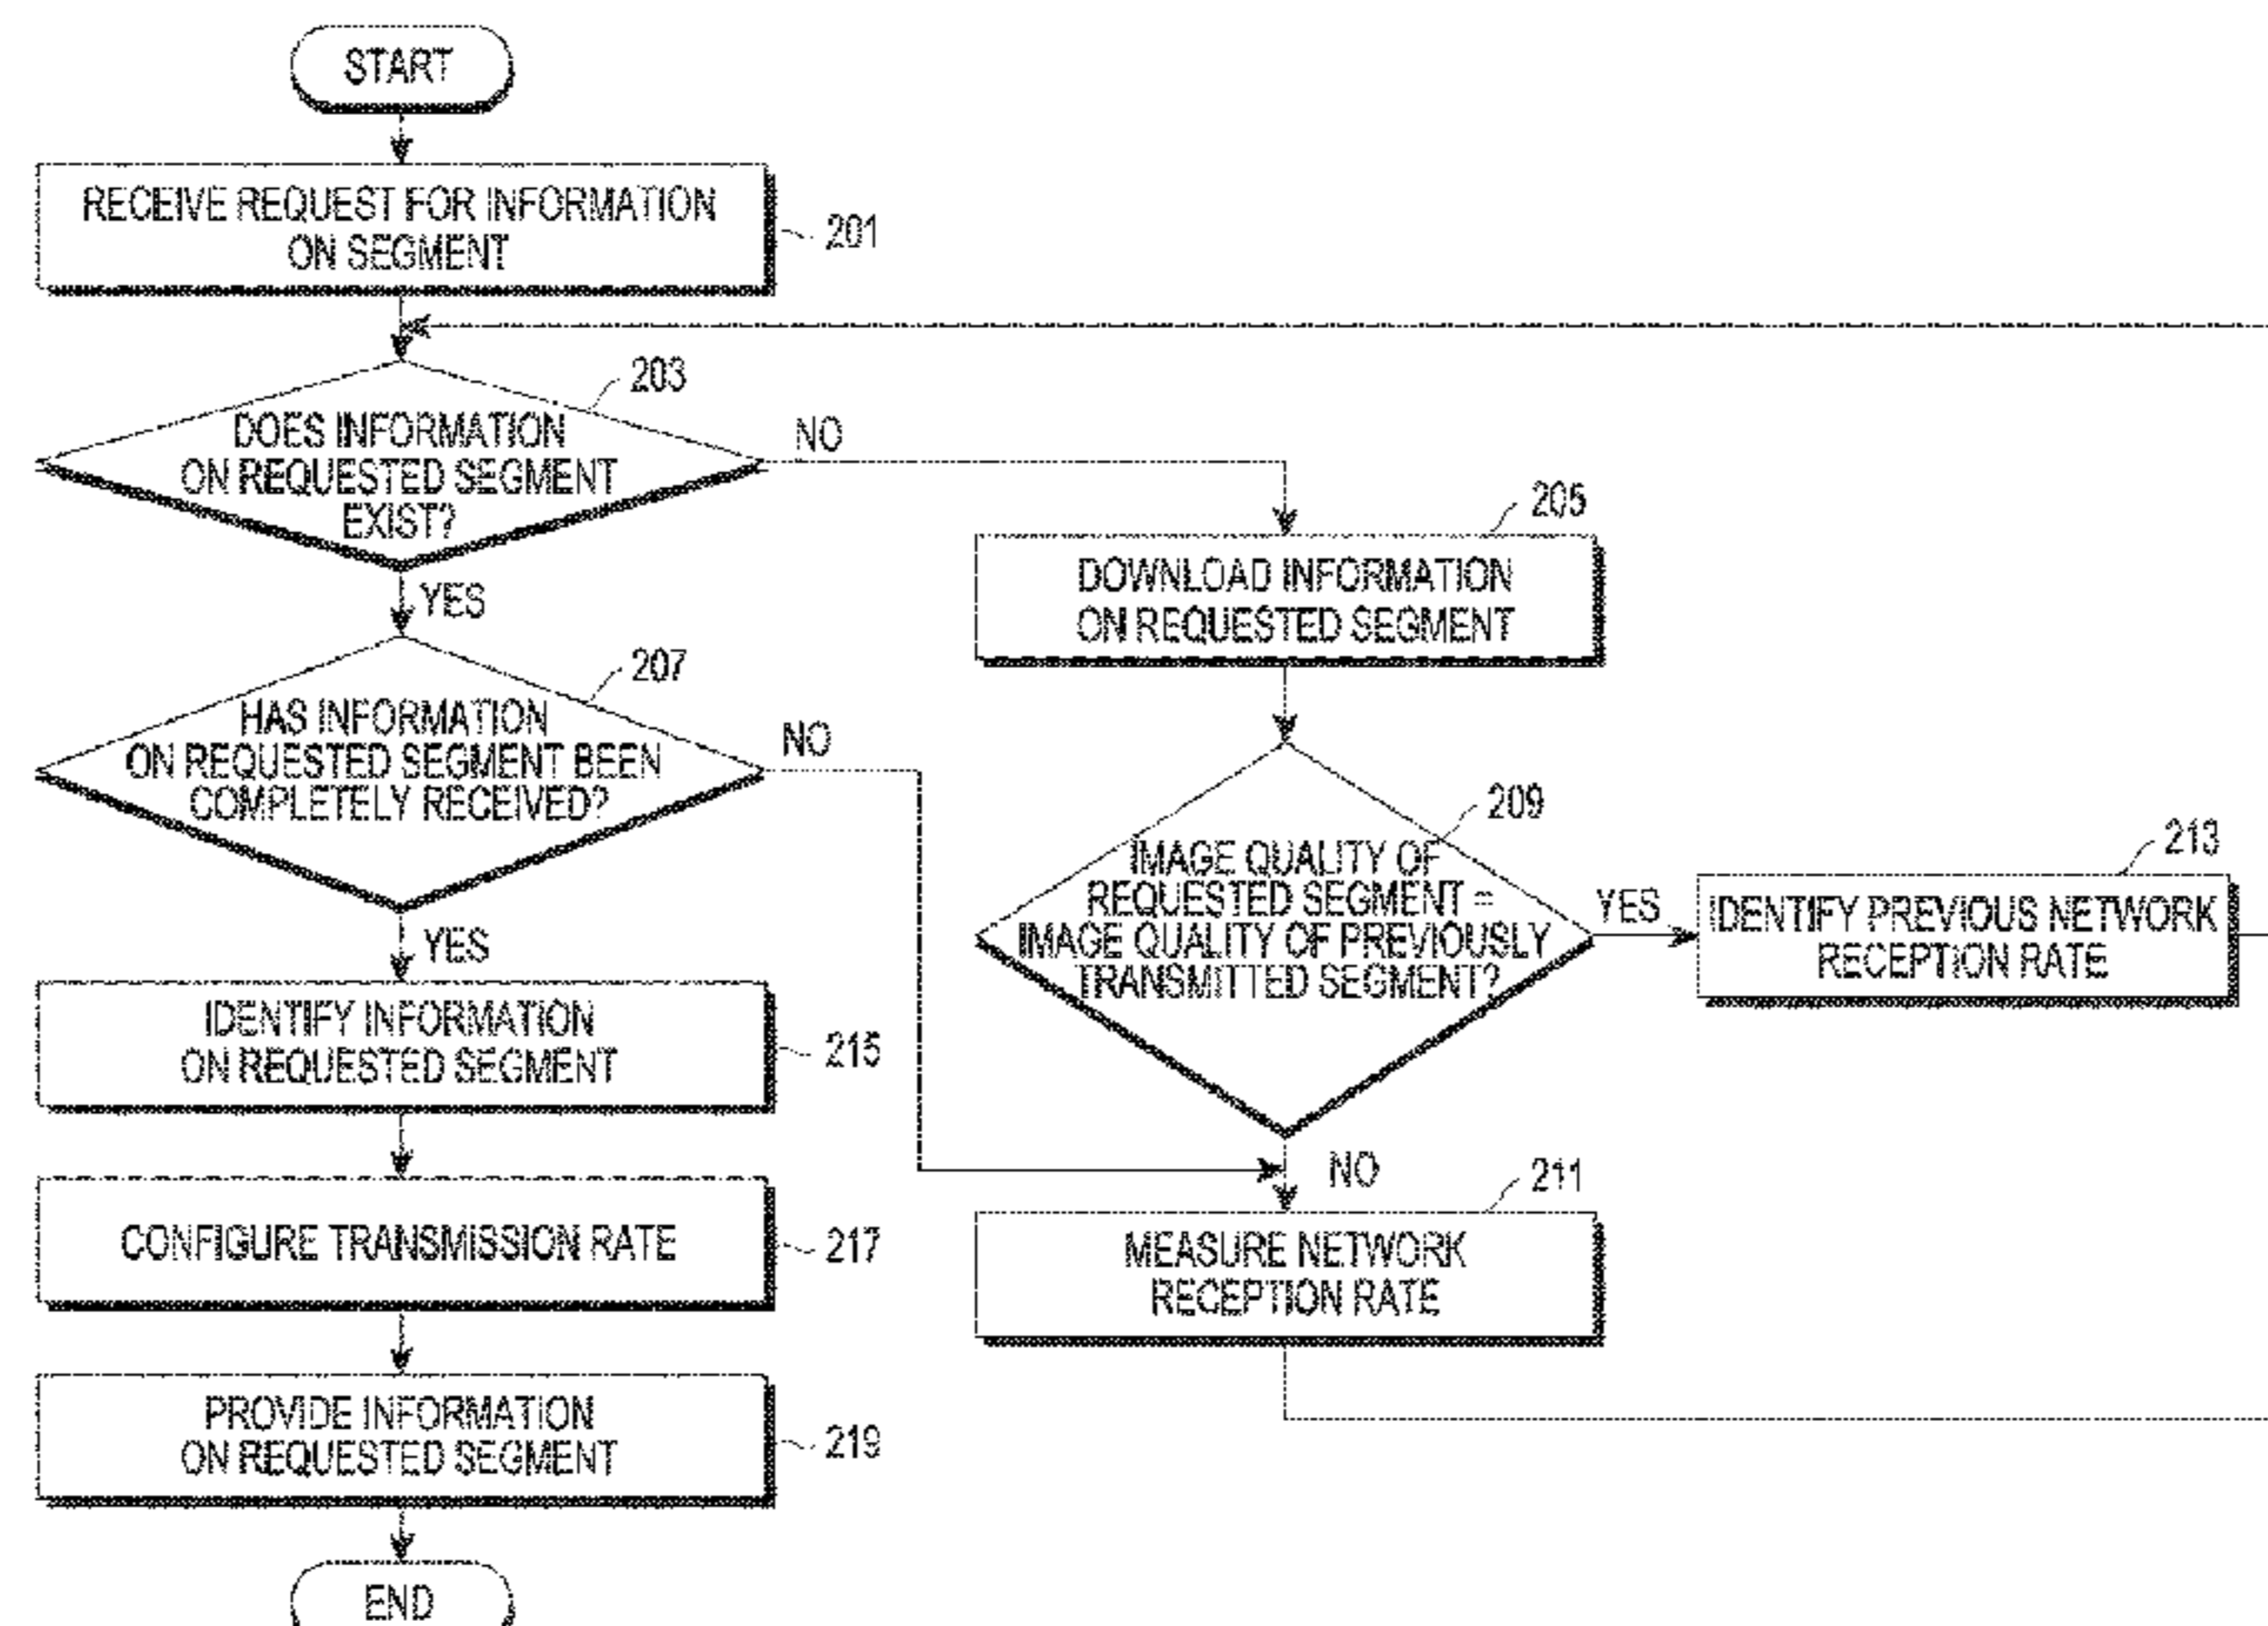 START
RECEIVE REQUEST FOR INFORMATION
ON SEGMENT
201
203
DOES INFORMATION
ON REQUESTED SEGMENT
EXIST?
NO
YES
205
DOWNLOAD INFORMATION
ON REQUESTED SEGMENT
207
HAS INFORMATION
ON REQUESTED SEGMENT BEEN
COMPLETELY RECEIVED?
NO
YES
209
IMAGE QUALITY OF
REQUESTED SEGMENT =
IMAGE QUALITY OF PREVIOUSLY
TRANSMITTED SEGMENT?
YES
NO
213
IDENTIFY PREVIOUS NETWORK
RECEPTION RATE
211
MEASURE NETWORK
RECEPTION RATE
IDENTIFY INFORMATION
ON REQUESTED SEGMENT
215
CONFIGURE TRANSMISSION RATE
217
PROVIDE INFORMATION
ON REQUESTED SEGMENT
219
END